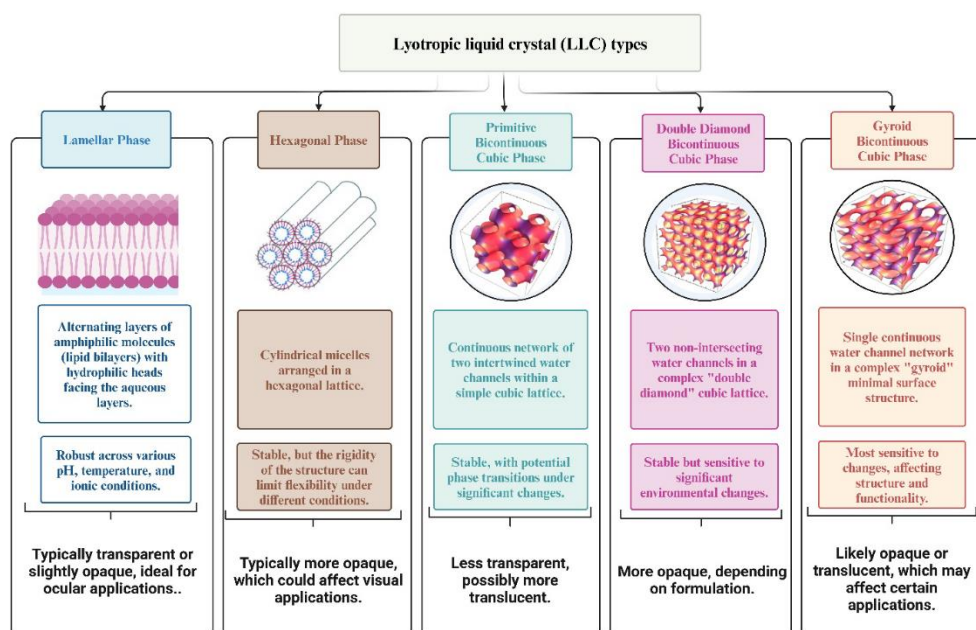 Lyotropic liquid crystal (LLC) types
Lamellar Phase
Alternating layers of
amphiphilic molecules
(lipid bilayers) with
hydrophilic heads
facing the aqueous
layers.
Robust across various
pH, temperature, and
ionic conditions.
Typically transparent or
slightly opaque, ideal for
ocular applications..
Hexagonal Phase
Cylindrical micelles
arranged in a
hexagonal lattice.
Stable, but the rigidity
of the structure can
limit flexibility under
different conditions.
Typically more opaque,
which could affect visual
applications.
Primitive
Bicontinuous
Cubic Phase
Continuous network of
two intertwined water
channels within a
simple cubic lattice.
Stable, with potential
phase transitions under
significant changes.
Less transparent,
possibly more
translucent.
Double Diamond
Bicontinuous
Cubic Phase
Two non-intersecting
water channels in a
complex "double
diamond" cubic lattice.
Stable but sensitive to
significant
environmental changes.
More opaque, depending
on formulation.
Gyroid
Bicontinuous
Cubic Phase
Single continuous
water channel network
in a complex "gyroid"
minimal surface
structure.
Most sensitive to
changes, affecting
structure and
functionality.
Likely opaque or
translucent, which may
affect certain
applications.